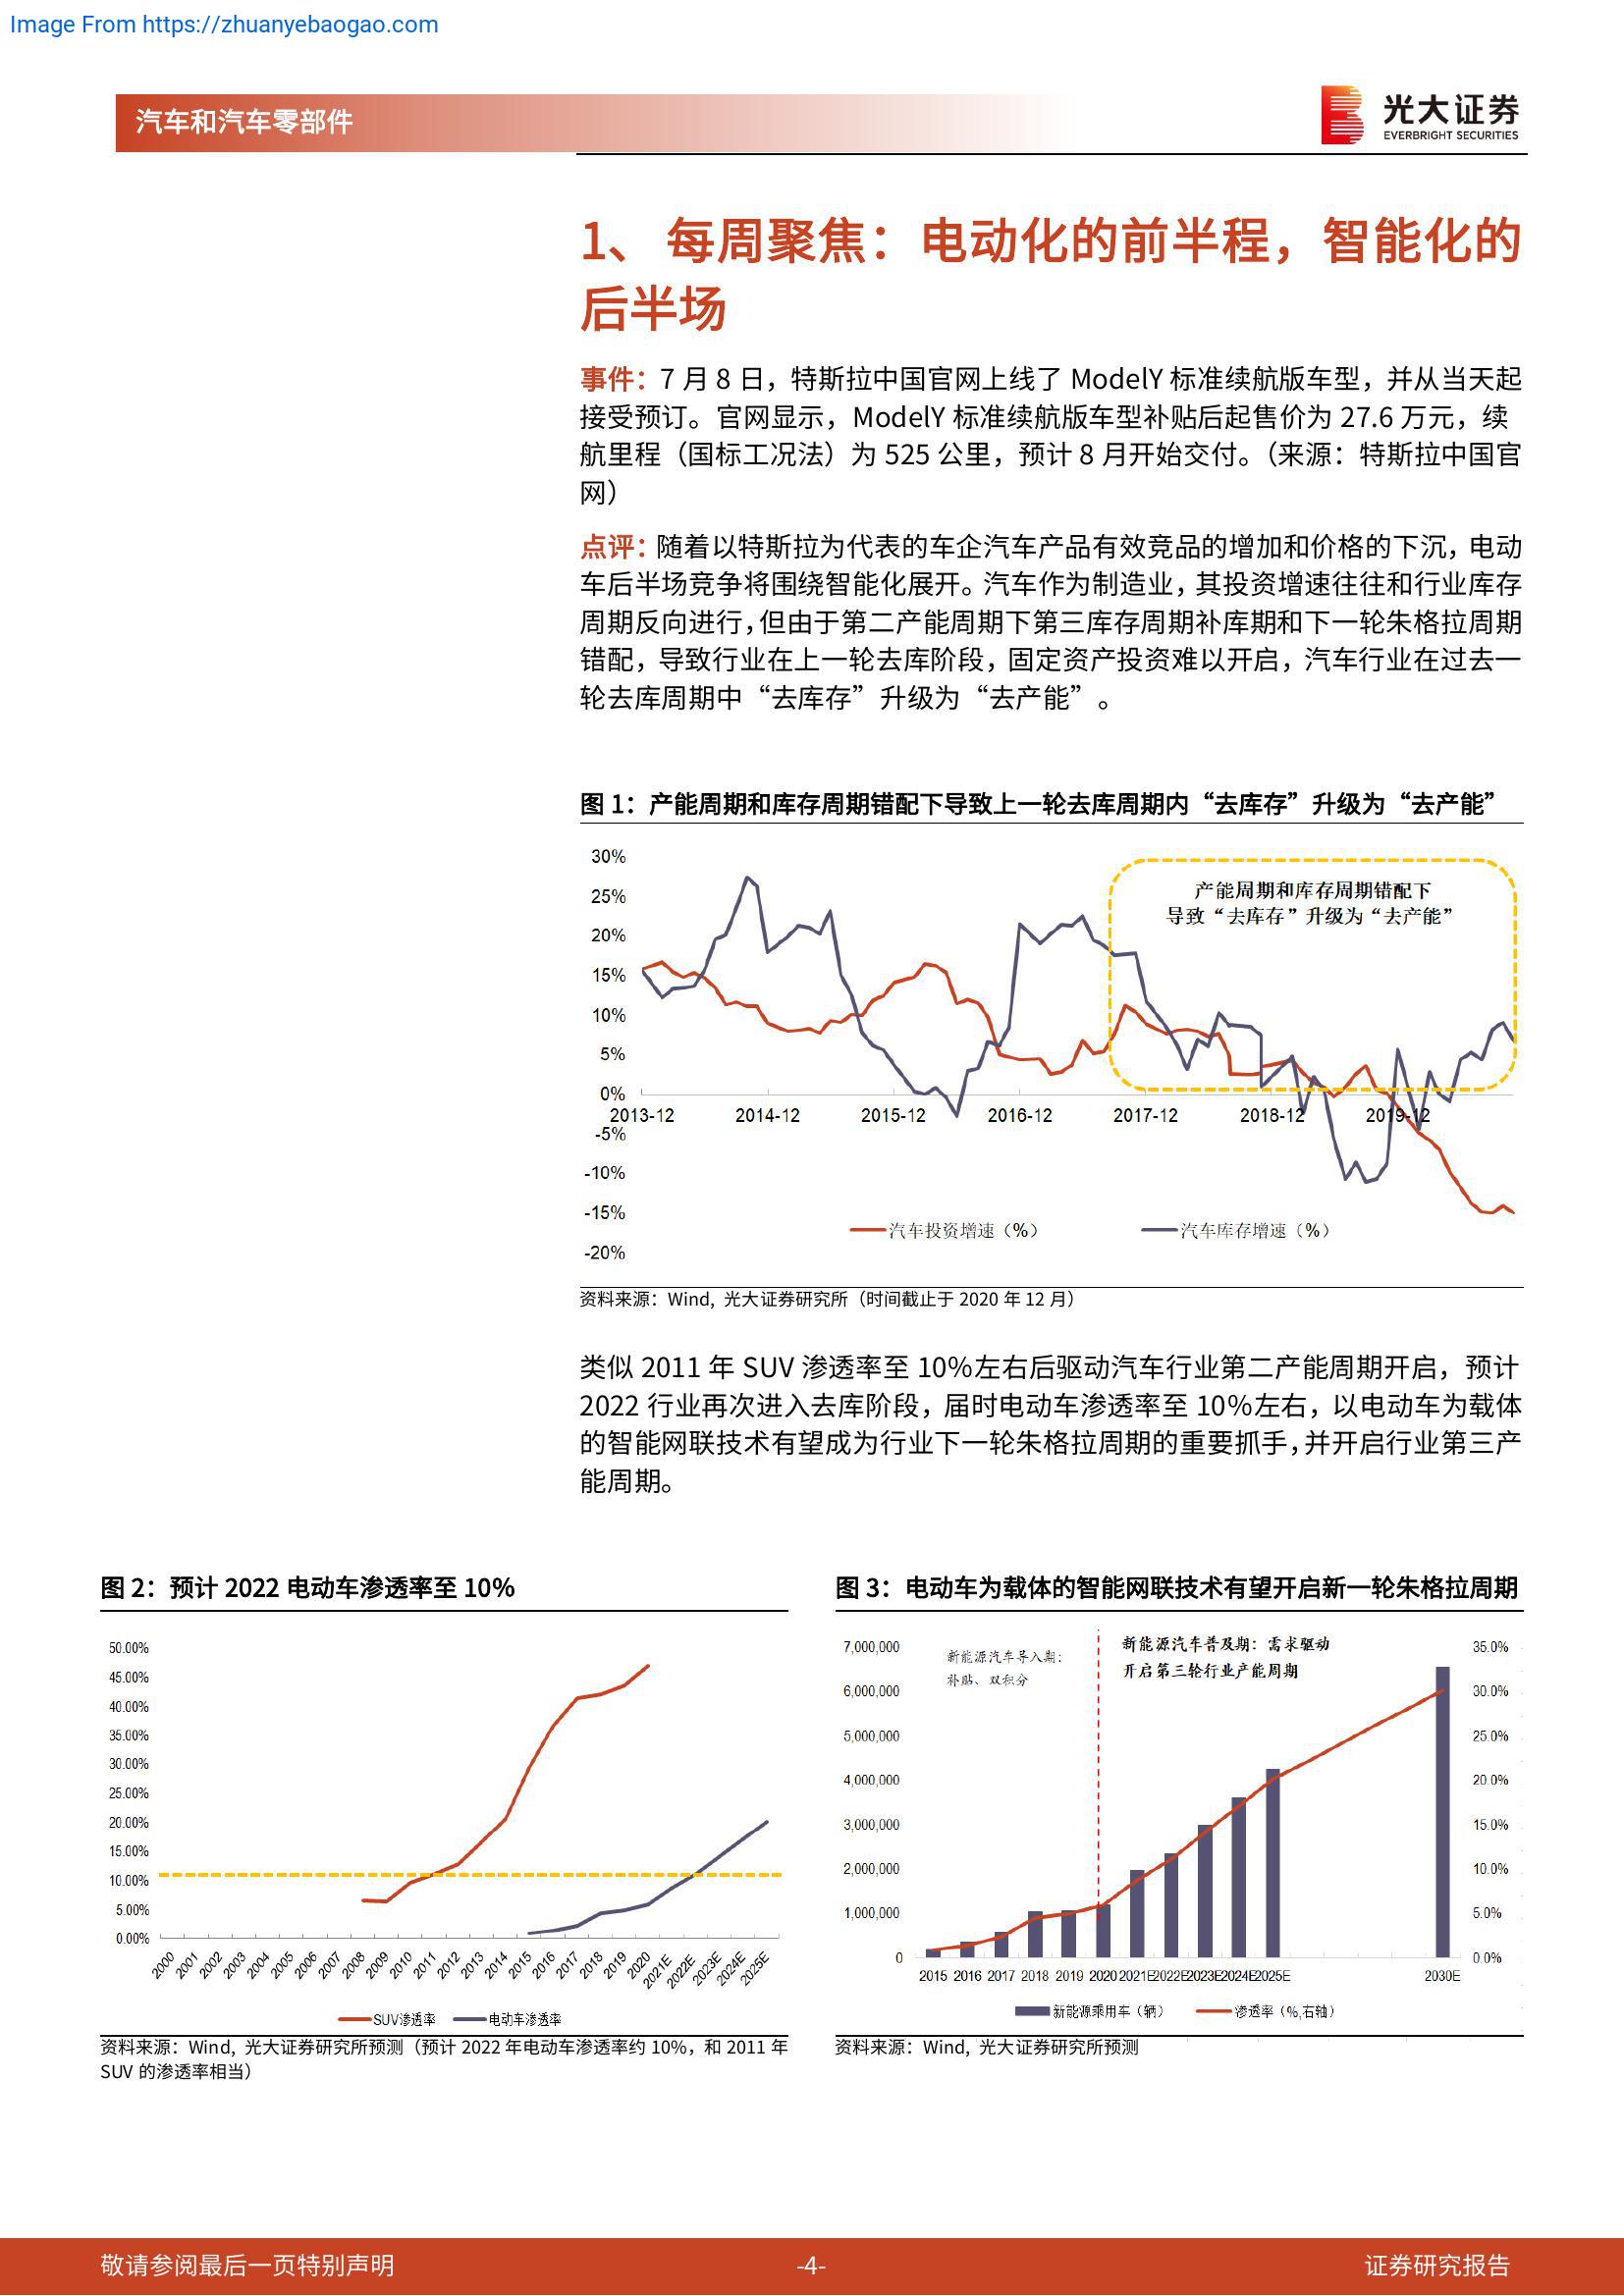 Image From https://zhuanyebaogao.com
汽车和汽车零部件
光大证券
EVERBRIGHT SECURITIES
1、 每周聚焦：电动化的前半程，智能化的
后半场
事件：7 月 8 日，特斯拉中国官网上线了 ModelY 标准续航版车型，并从当天起
接受预订。官网显示，ModelY 标准续航版车型补贴后起售价为 27.6 万元，续
航里程（国标工况法）为 525 公里，预计 8 月开始交付。（来源：特斯拉中国官
网）
点评：随着以特斯拉为代表的车企汽车产品有效竞品的增加和价格的下沉，电动
车后半场竞争将围绕智能化展开。汽车作为制造业，其投资增速往往和行业库存
周期反向进行，但由于第二产能周期下第三库存周期补库期和下一轮朱格拉周期
错配，导致行业在上一轮去库阶段，固定资产投资难以开启，汽车行业在过去一
轮去库周期中“去库存”升级为“去产能”。
图 1：产能周期和库存周期错配下导致上一轮去库周期内“去库存”升级为“去产能”
30%
25%
20%
15%
10%
5%
0%
-5%
-10%
-15%
-20%
产能周期和库存周期错配下
导致“去库存”升级为“去产能”
2013-12 2014-12 2015-12 2016-12 2017-12 2018-12 2019-12
汽车投资增速（%） 汽车库存增速（%）
资料来源：Wind, 光大证券研究所（时间截止于 2020 年 12 月）
类似 2011 年 SUV 渗透率至 10%左右后驱动汽车行业第二产能周期开启，预计
2022 行业再次进入去库阶段，届时电动车渗透率至 10%左右，以电动车为载体
的智能网联技术有望成为行业下一轮朱格拉周期的重要抓手，并开启行业第三产
能周期。
图 2：预计 2022 电动车渗透率至 10%
50.00%
45.00%
40.00%
35.00%
30.00%
25.00%
20.00%
15.00%
10.00%
5.00%
0.00%
2000 2001 2002 2003 2004 2005 2006 2007 2008 2009 2010 2011 2012 2013 2014 2015 2016 2017 2018 2019 2020 2021E 2022E 2023E 2024E 2025E
SUV渗透率 电动车渗透率
资料来源：Wind, 光大证券研究所预测（预计 2022 年电动车渗透率约 10%，和 2011 年
SUV 的渗透率相当）
图 3：电动车为载体的智能网联技术有望开启新一轮朱格拉周期
7,000,000
6,000,000
5,000,000
4,000,000
3,000,000
2,000,000
1,000,000
0
新能源汽车导入期：
补贴、双积分
新能源汽车普及期：需求驱动
开启第三轮行业产能周期
35.0%
30.0%
25.0%
20.0%
15.0%
10.0%
5.0%
0.0%
2015 2016 2017 2018 2019 2020 2021E 2022E 2023E 2024E 2025E 2030E
新能源乘用车（辆） 渗透率（%,右轴）
资料来源：Wind, 光大证券研究所预测
敬请参阅最后一页特别声明
-4-
证券研究报告